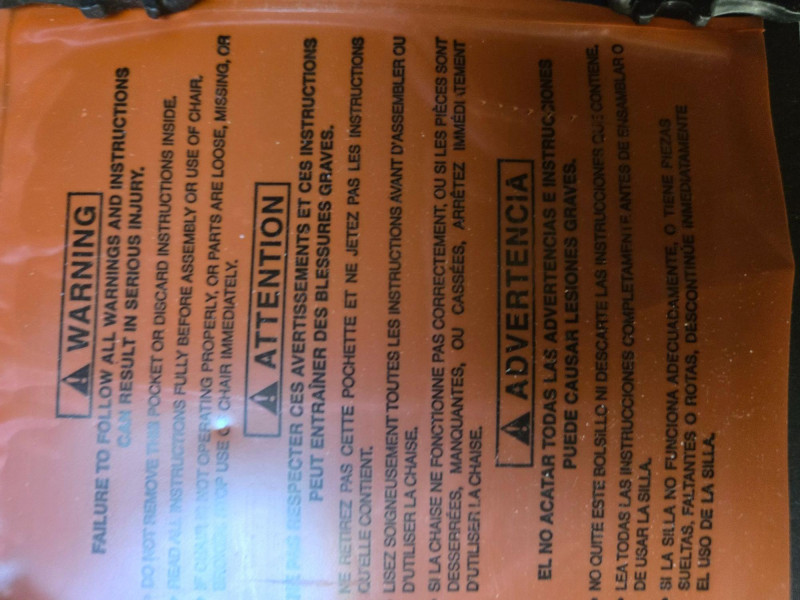 WARNING
FAILURE TO FOLLOW ALL WARNINGS AND INSTRUCTIONS
CAN RESULT IN SERIOUS INJURY.
• DO NOT REMOVE THIS POCKET OR DISCARD INSTRUCTIONS INSIDE.
• READ ALL INSTRUCTIONS FULLY BEFORE ASSEMBLY OR USE OF CHAIR.
• IF CHAIR IS NOT OPERATING PROPERLY, OR PARTS ARE LOOSE, MISSING, OR
STOP USE OF CHAIR IMMEDIATELY.
ATTENTION
PAS RESPECTER CES AVERTISSEMENTS ET CES INSTRUCTIONS
PEUT ENTRAÎNER DES BLESSURES GRAVES.
NE RETIREZ PAS CETTE POCHETTE ET NE JETEZ PAS LES INSTRUCTIONS
QU'ELLE CONTIENT.
LISEZ SOIGNEUSEMENT TOUTES LES INSTRUCTIONS AVANT D'ASSEMBLER OU
D'UTILISER LA CHAISE.
• SI LA CHAISE NE FONCTIONNE PAS CORRECTEMENT, OU SI LES PIÈCES SONT
DESSERRÉES, MANQUANTES, OU CASSÉES, ARRÊTEZ IMMÉDIATEMENT
D'UTILISER LA CHAISE.
ADVERTENCIA
EL NO ACATAR TODAS LAS ADVERTENCIAS E INSTRUCCIONES
PUEDE CAUSAR LESIONES GRAVES.
• NO QUITE ESTE BOLSILLO NI DESCARTE LAS INSTRUCCIONES QUE CONTIENE.
• LEA TODAS LAS INSTRUCCIONES COMPLETAMENTE ANTES DE ENSAMBLAR O
DE USAR LA SILLA.
• SI LA SILLA NO FUNCIONA ADECUADAMENTE, O TIENE PIEZAS
SUELTAS, FALTANTES O ROTAS, DESCONTINÚE INMEDIATAMENTE
EL USO DE LA SILLA.